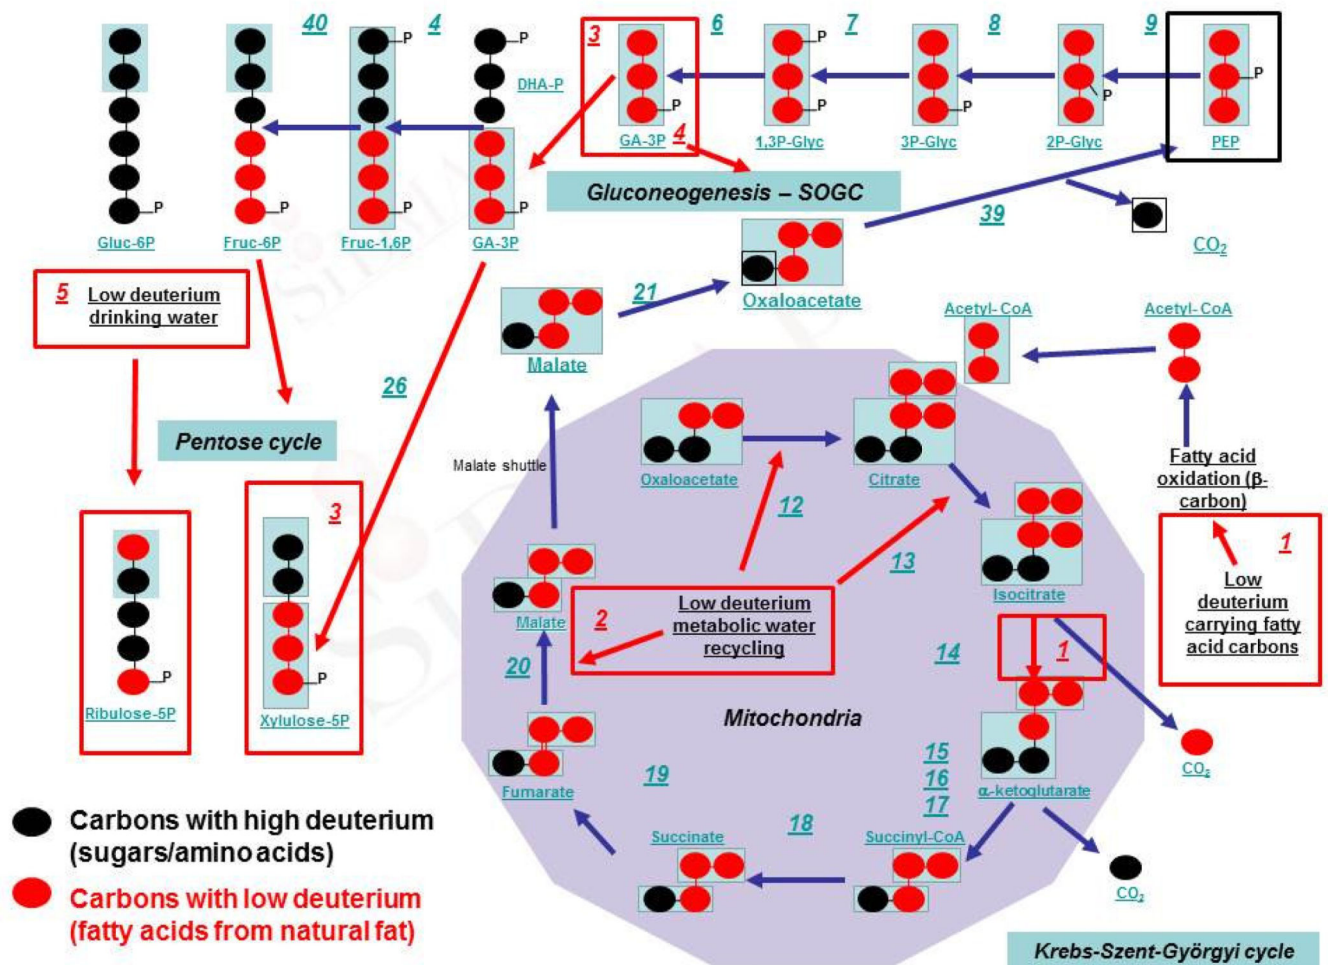 40
4
3
6
7
8
9
P
P
P
P
P
P
DHA-P
P
P
P
P
P
P
P
4
GA-3P
1,3P-Glyc
3P-Glyc
2P-Glyc
PEP
Gluconeogenesis – SOGC
39
CO₂
Gluc-6P
Fruc-6P
Fruc-1,6P
GA-3P
5
Low deuterium
drinking water
21
Oxaloacetate
Acetyl-CoA
Acetyl-CoA
Malate
26
Pentose cycle
Malate shuttle
Oxaloacetate
Citrate
12
13
Fatty acid
oxidation (β-
carbon)
3
1
Low
deuterium
carrying fatty
acid carbons
Isocitrate
Malate
2
Low deuterium
metabolic water
recycling
14
1
20
P
P
Ribulose-5P
Xylulose-5P
Mitochondria
CO₂
15
16
17
α-ketoglutarate
Fumarate
19
18
Succinate
Succinyl-CoA
CO₂
Carbons with high deuterium
(sugars/amino acids)
Carbons with low deuterium
(fatty acids from natural fat)
Krebs-Szent-Györgyi cycle